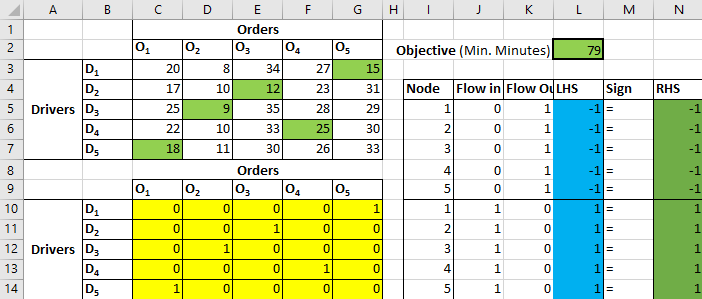 A B C D E F G H I J K L M N
1 Orders
2 O1 O2 O3 O4 O5 Objective (Min. Minutes) 79
3 D1 20 8 34 27 15
4 D2 17 10 12 23 31 Node Flow in Flow Ou LHS Sign RHS
5 Drivers D3 25 9 35 28 29 1 0 1 -1 = -1
6 D4 22 10 33 25 30 2 0 1 -1 = -1
7 D5 18 11 30 26 33 3 0 1 -1 = -1
8 Orders 4 0 1 -1 = -1
9 O1 O2 O3 O4 O5 5 0 1 -1 = -1
10 D1 0 0 0 0 1 1 1 0 1 = 1
11 D2 0 0 1 0 0 2 1 0 1 = 1
12 Drivers D3 0 1 0 0 0 3 1 0 1 = 1
13 D4 0 0 0 1 0 4 1 0 1 = 1
14 D5 1 0 0 0 0 5 1 0 1 = 1